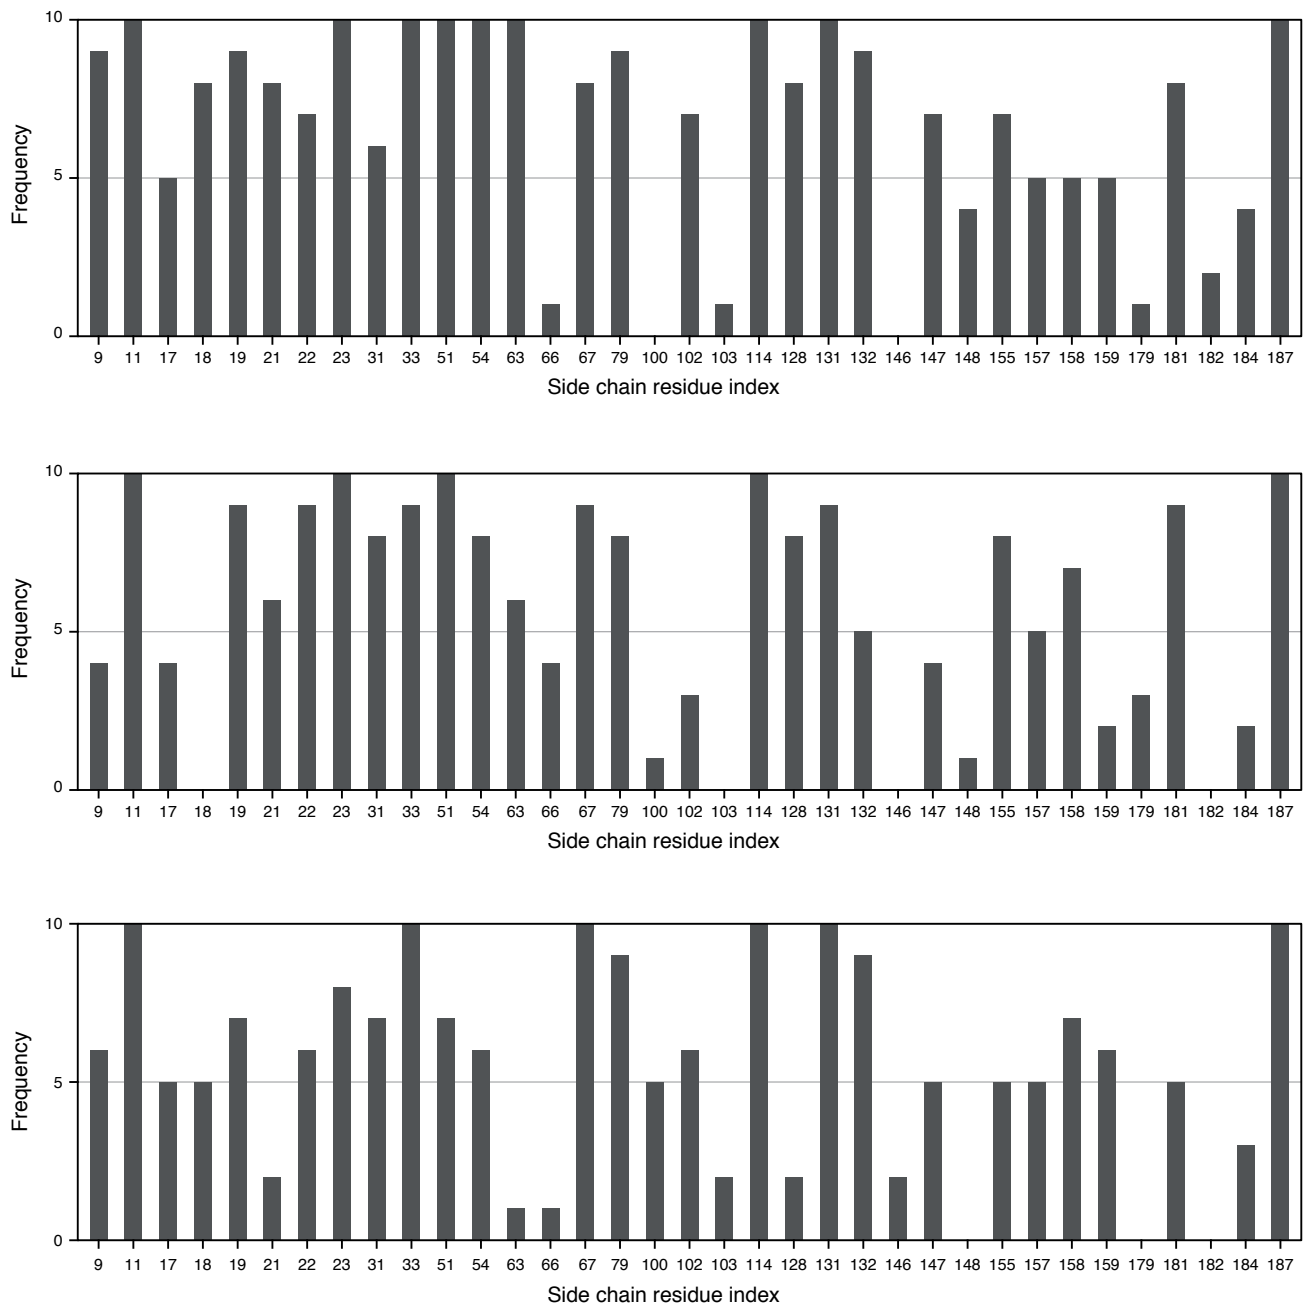 10
5
0
Frequency
9 11 17 18 19 21 22 23 31 33 51 54 63 66 67 79 100 102 103 114 128 131 132 146 147 148 155 157 158 159 179 181 182 184 187
Side chain residue index
10
5
0
Frequency
9 11 17 18 19 21 22 23 31 33 51 54 63 66 67 79 100 102 103 114 128 131 132 146 147 148 155 157 158 159 179 181 182 184 187
Side chain residue index
10
5
0
Frequency
9 11 17 18 19 21 22 23 31 33 51 54 63 66 67 79 100 102 103 114 128 131 132 146 147 148 155 157 158 159 179 181 182 184 187
Side chain residue index